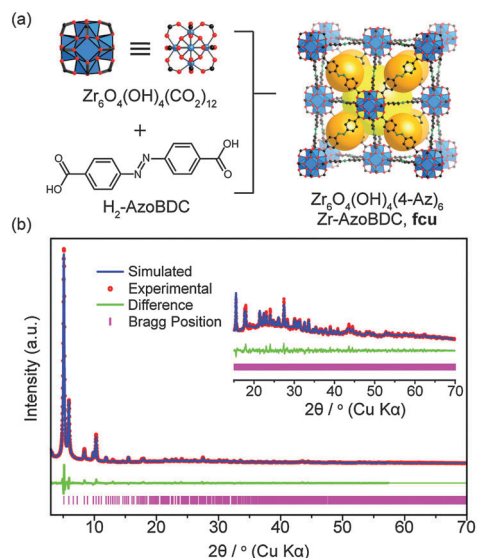 (a)
≡
Zr6O4(OH)4(CO2)12
+
O
OH
N
N
HO
O
H2-AzoBDC
Zr6O4(OH)4(4-Az)6
Zr-AzoBDC, fcu
(b)
Simulated
Experimental
Difference
Bragg Position
Intensity (a.u.)
20 30 40 50 60 70
2θ / ° (Cu Kα)
10 20 30 40 50 60 70
2θ / ° (Cu Kα)